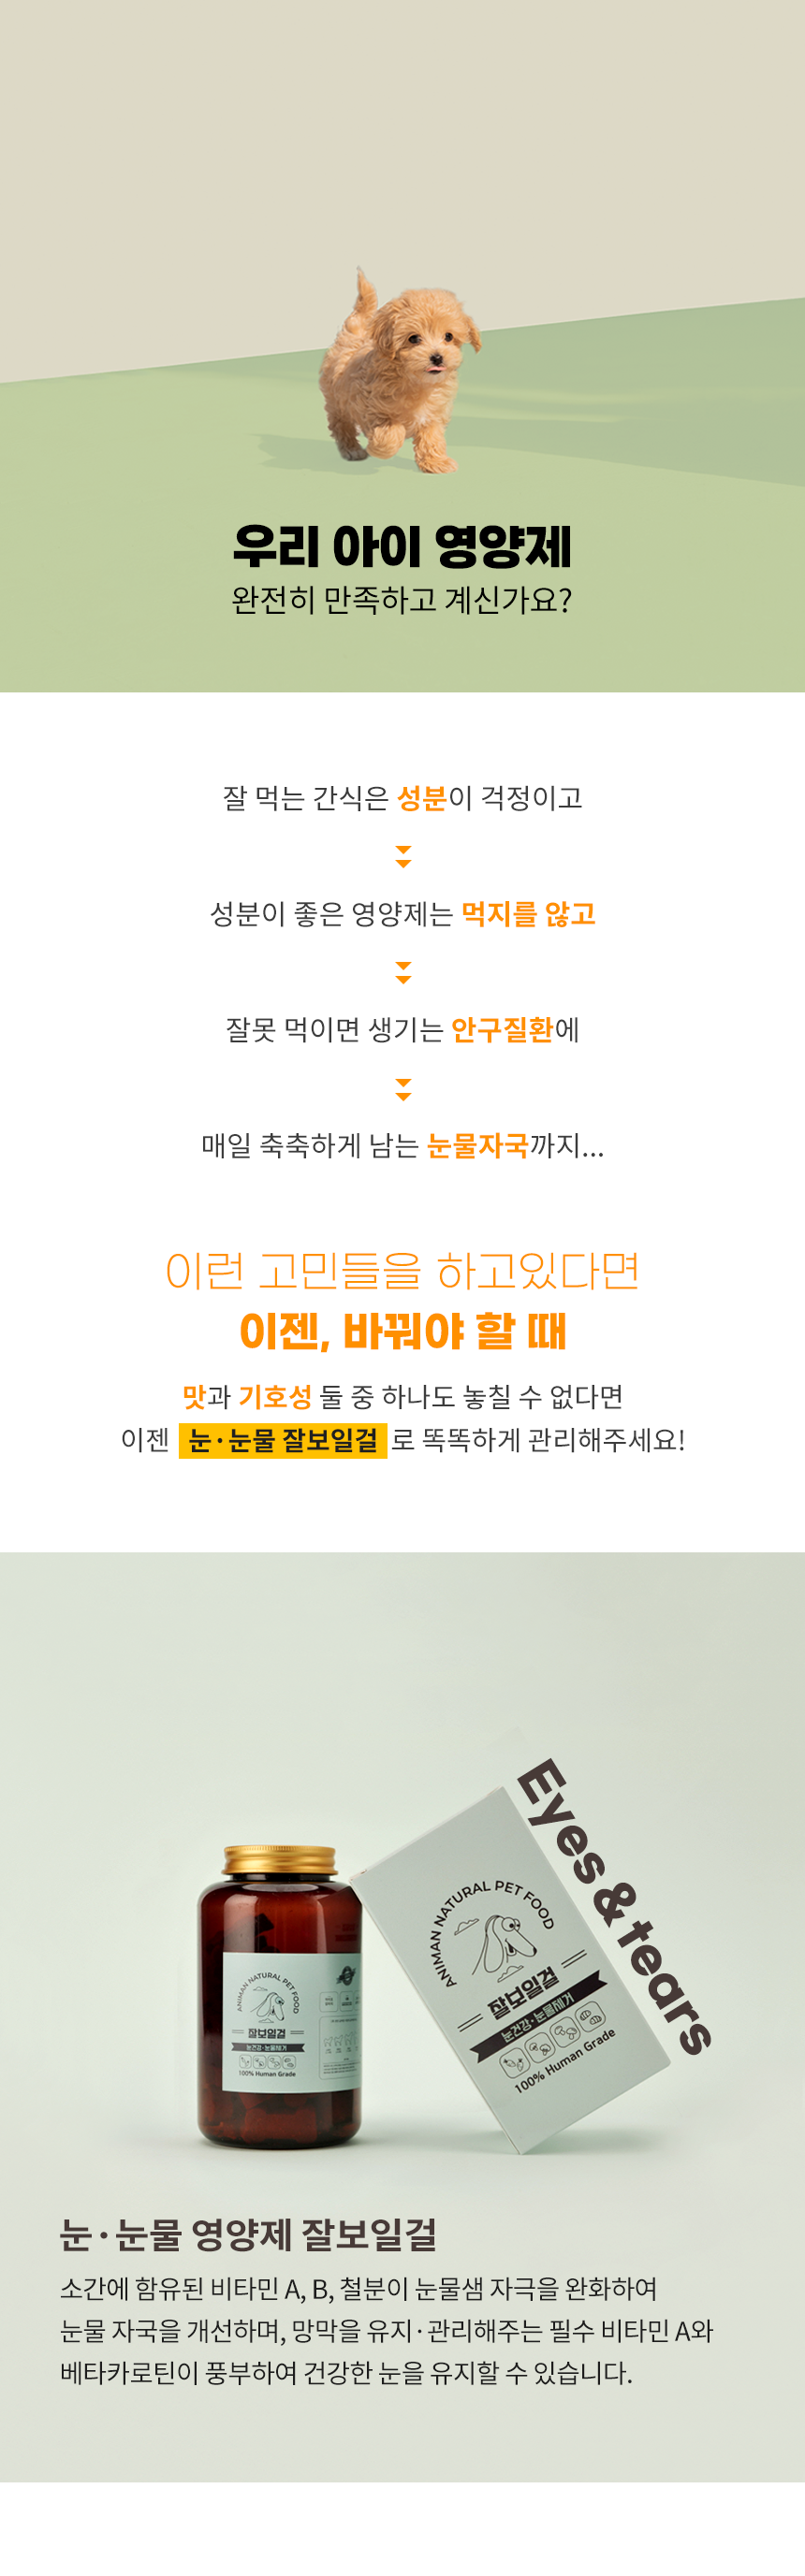 우리 아이 영양제
완전히 만족하고 계신가요?
잘 먹는 간식은 성분이 걱정이고
성분이 좋은 영양제는 먹지를 않고
잘못 먹이면 생기는 안구질환에
매일 축축하게 남는 눈물자국까지...
이런 고민들을 하고있다면
이젠, 바꿔야 할 때
맛과 기호성 둘 중 하나도 놓칠 수 없다면
이젠 눈·눈물 잘보일걸 로 똑똑하게 관리해주세요!
Eyes & tears
ANIMAN NATURAL PET FOOD
잘보일걸
눈건강·눈물제거
100% Human Grade
ANIMAN NATURAL PET FOOD
잘보일걸
눈건강·눈물제거
100% Human Grade
눈·눈물 영양제 잘보일걸
소간에 함유된 비타민 A, B, 철분이 눈물샘 자극을 완화하여
눈물 자국을 개선하며, 망막을 유지·관리해주는 필수 비타민 A와
베타카로틴이 풍부하여 건강한 눈을 유지할 수 있습니다.